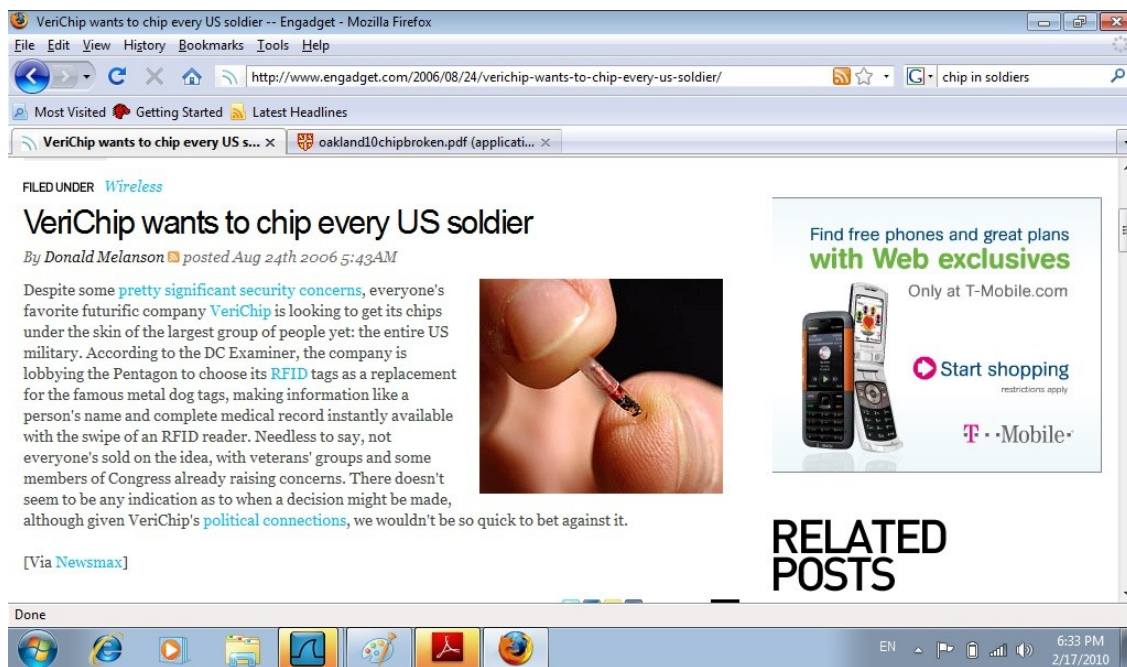 VeriChip wants to chip every US soldier -- Engadget - Mozilla Firefox
File Edit View History Bookmarks Tools Help
http://www.engadget.com/2006/08/24/verichip-wants-to-chip-every-us-soldier/
G chip in soldiers
Most Visited Getting Started Latest Headlines
VeriChip wants to chip every US s... oakland10chipbroken.pdf (applicati...
FILED UNDER Wireless
VeriChip wants to chip every US soldier
By Donald Melanson posted Aug 24th 2006 5:43AM
Despite some pretty significant security concerns, everyone's
favorite futurific company VeriChip is looking to get its chips
under the skin of the largest group of people yet: the entire US
military. According to the DC Examiner, the company is
lobbying the Pentagon to choose its RFID tags as a replacement
for the famous metal dog tags, making information like a
person's name and complete medical record instantly available
with the swipe of an RFID reader. Needless to say, not
everyone's sold on the idea, with veterans' groups and some
members of Congress already raising concerns. There doesn't
seem to be any indication as to when a decision might be made,
although given VeriChip's political connections, we wouldn't be so quick to bet against it.
[Via Newsmax]
Find free phones and great plans
with Web exclusives
Only at T-Mobile.com
Start shopping
restrictions apply
T··Mobile·
RELATED
POSTS
Done
EN
6:33 PM
2/17/2010